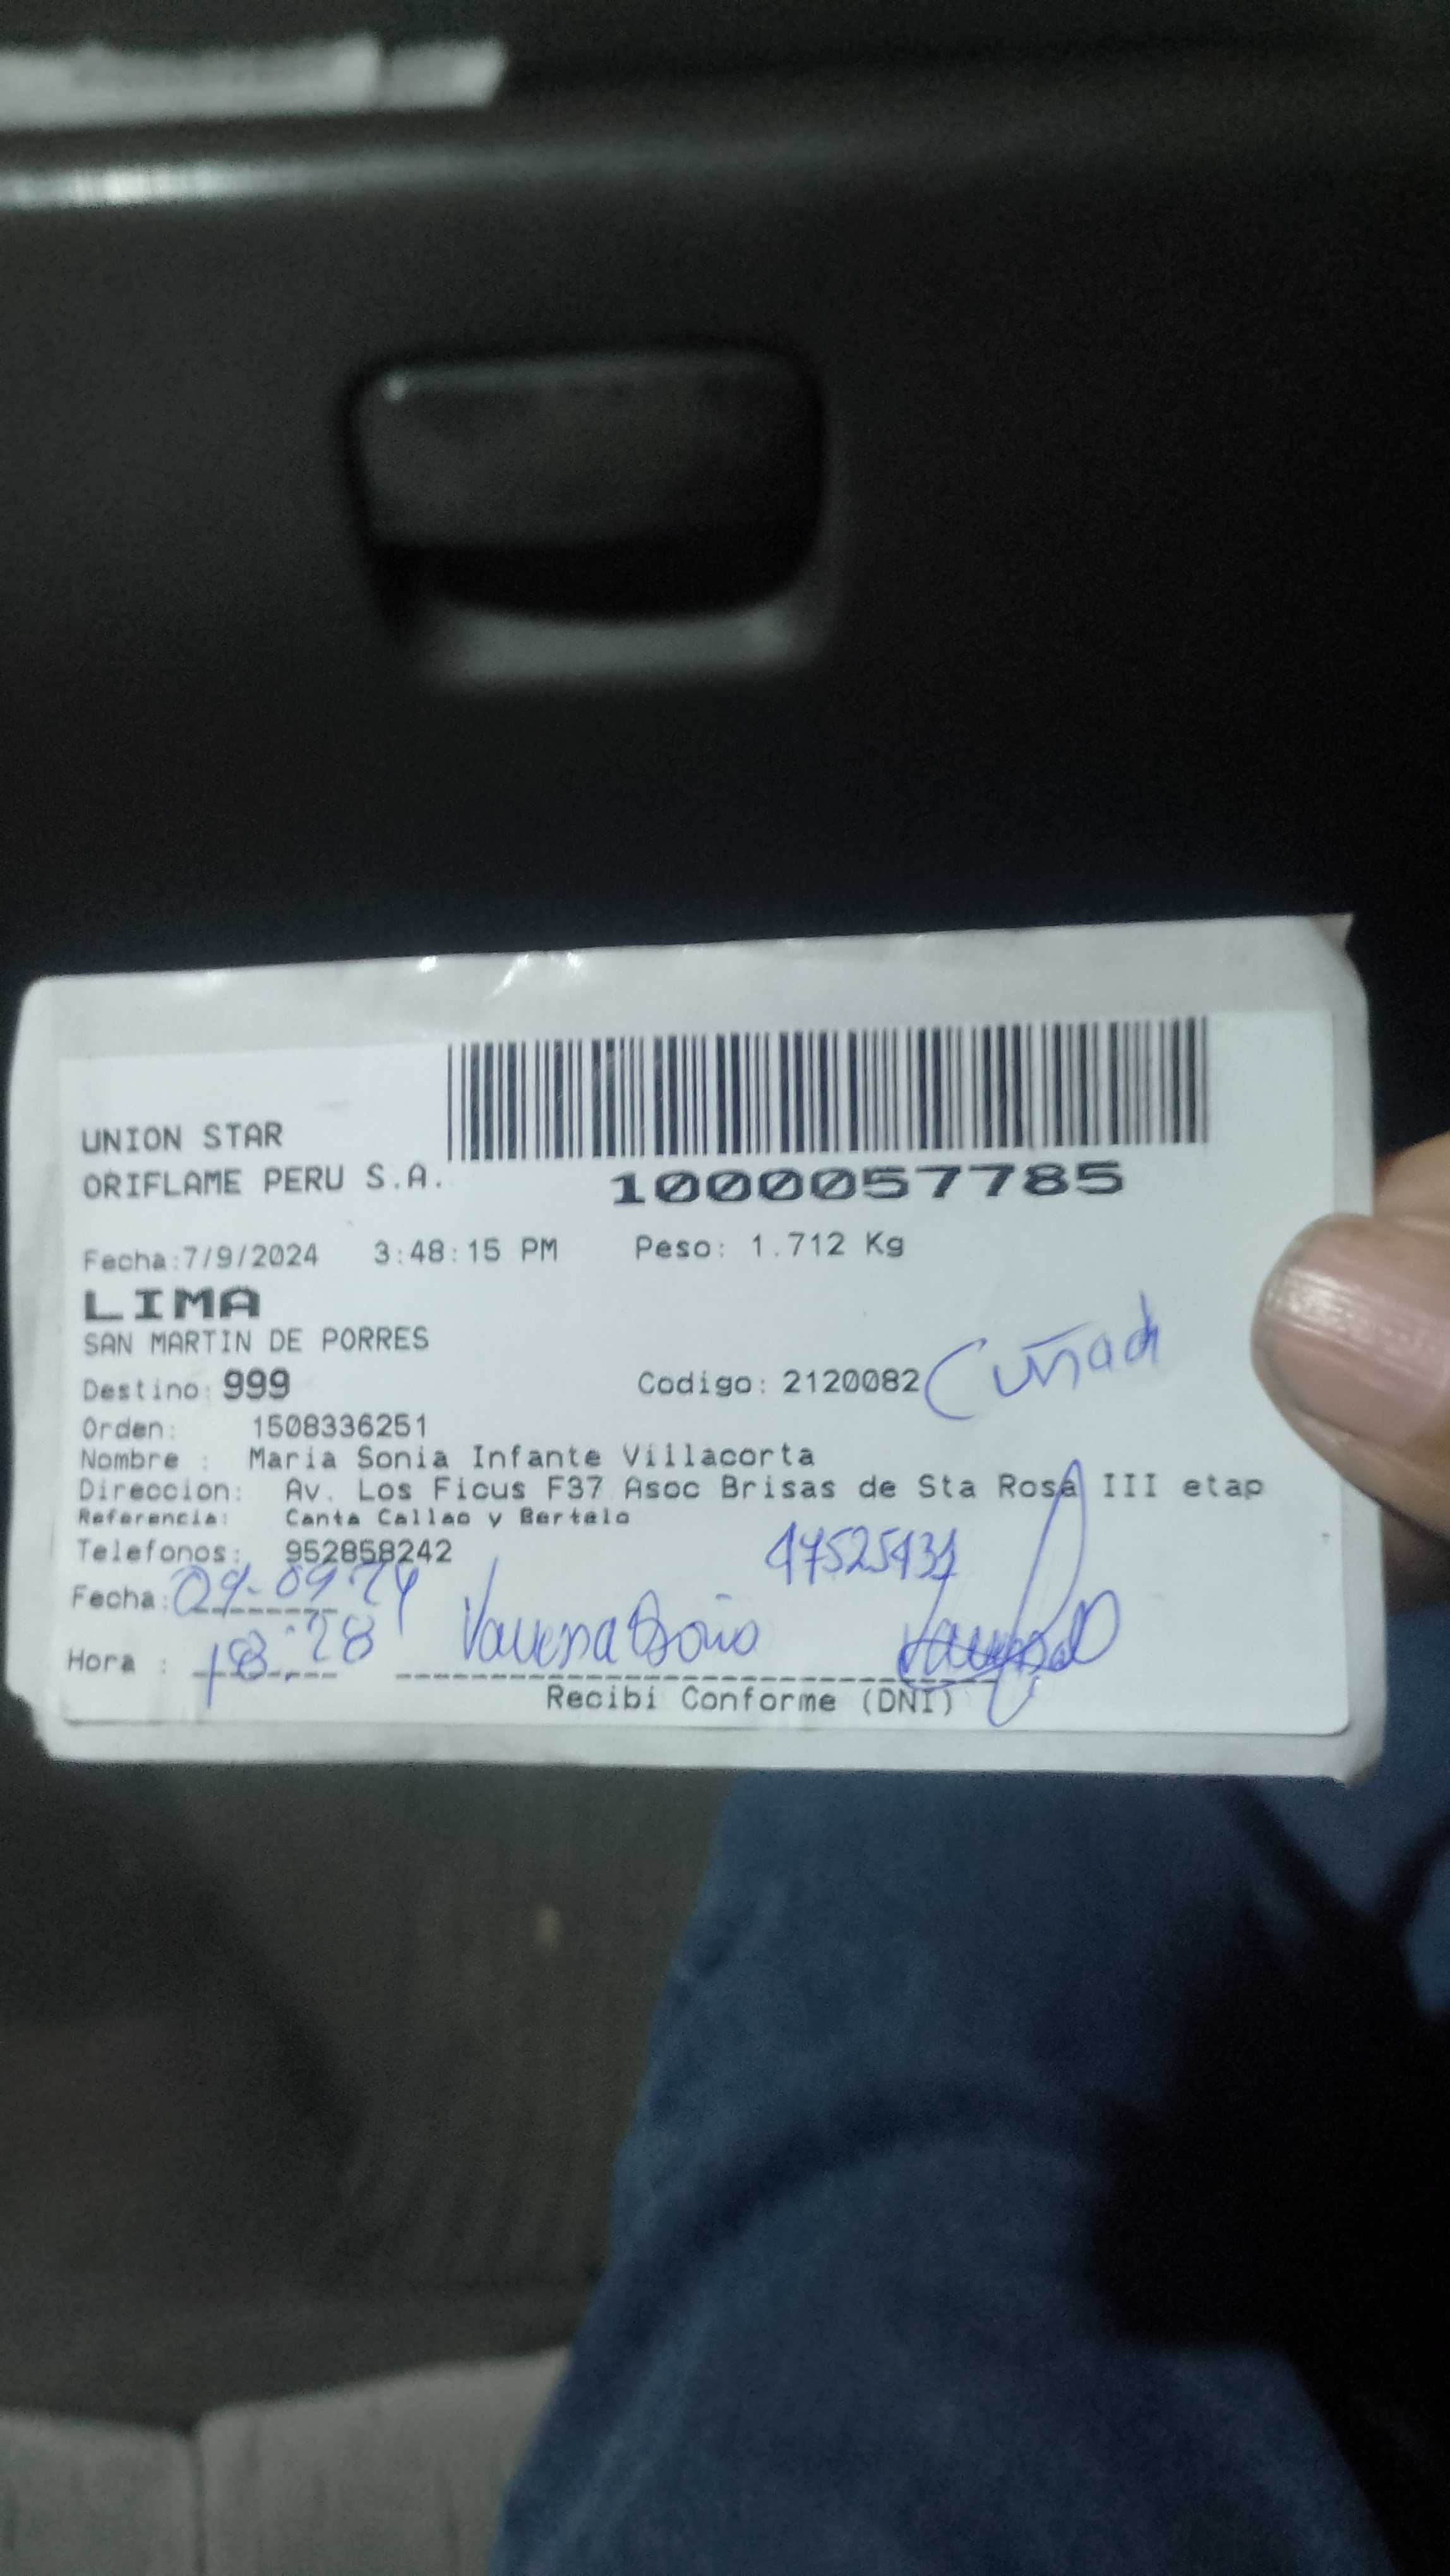 UNION STAR
ORIFLAME PERU S.A.
1000057785
Fecha:7/9/2024 3:48:15 PM Peso: 1.712 Kg
LIMA
SAN MARTIN DE PORRES
Destino: 999 Codigo: 2120082 Cuñada
Orden: 1508336251
Nombre : Maria Sonia Infante Villacorta
Direccion: Av. Los Ficus F37 Asoc Brisas de Sta Rosa III etap
Referencia: Canta Callao y Bertelo
Telefonos: 952858242
Fecha: 09-09-24
Hora : 18:28 Vanessa
Recibi Conforme (DNI)